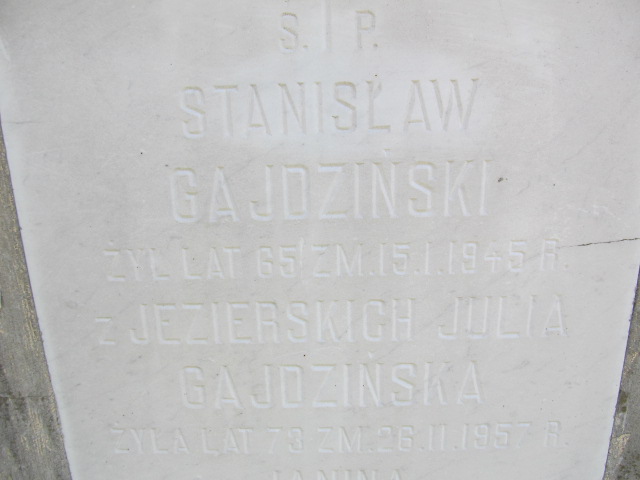 Ś. P.
STANISŁAW
GAJDZIŃSKI
ŻYŁ LAT 65 ZM. 15.1.1945 R.
z JEZIERSKICH JULIA
GAJDZIŃSKA
ŻYŁA LAT 73 ZM. 26.11.1957 R.
JANINA